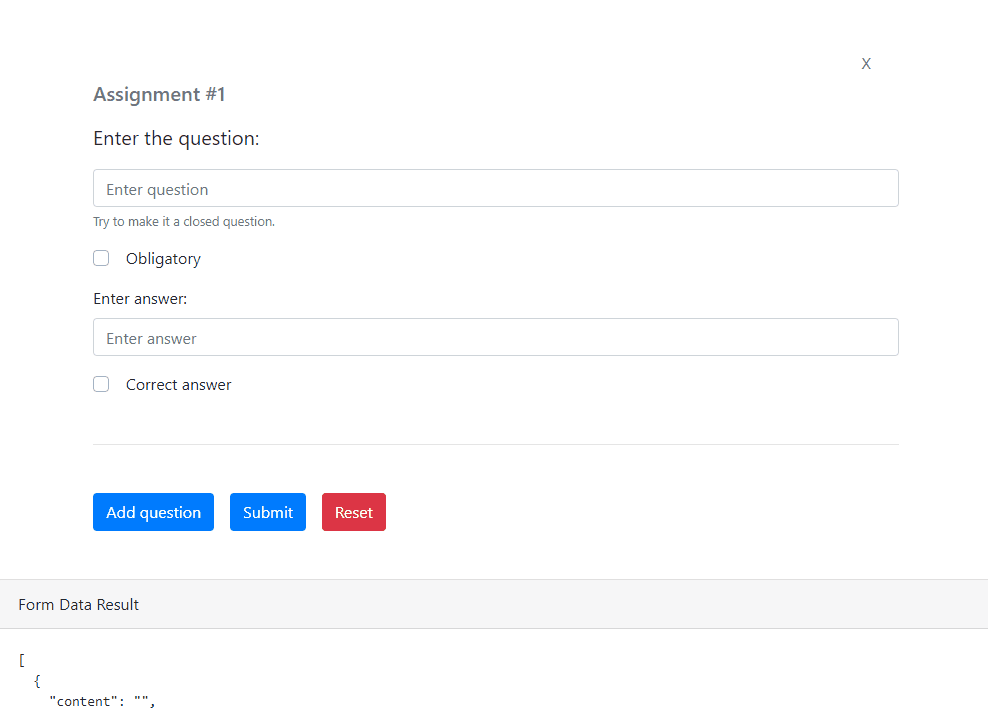 X
Assignment #1
Enter the question:
Enter question
Try to make it a closed question.
Obligatory
Enter answer:
Enter answer
Correct answer
Add question Submit Reset
Form Data Result
[
{
"content": "",